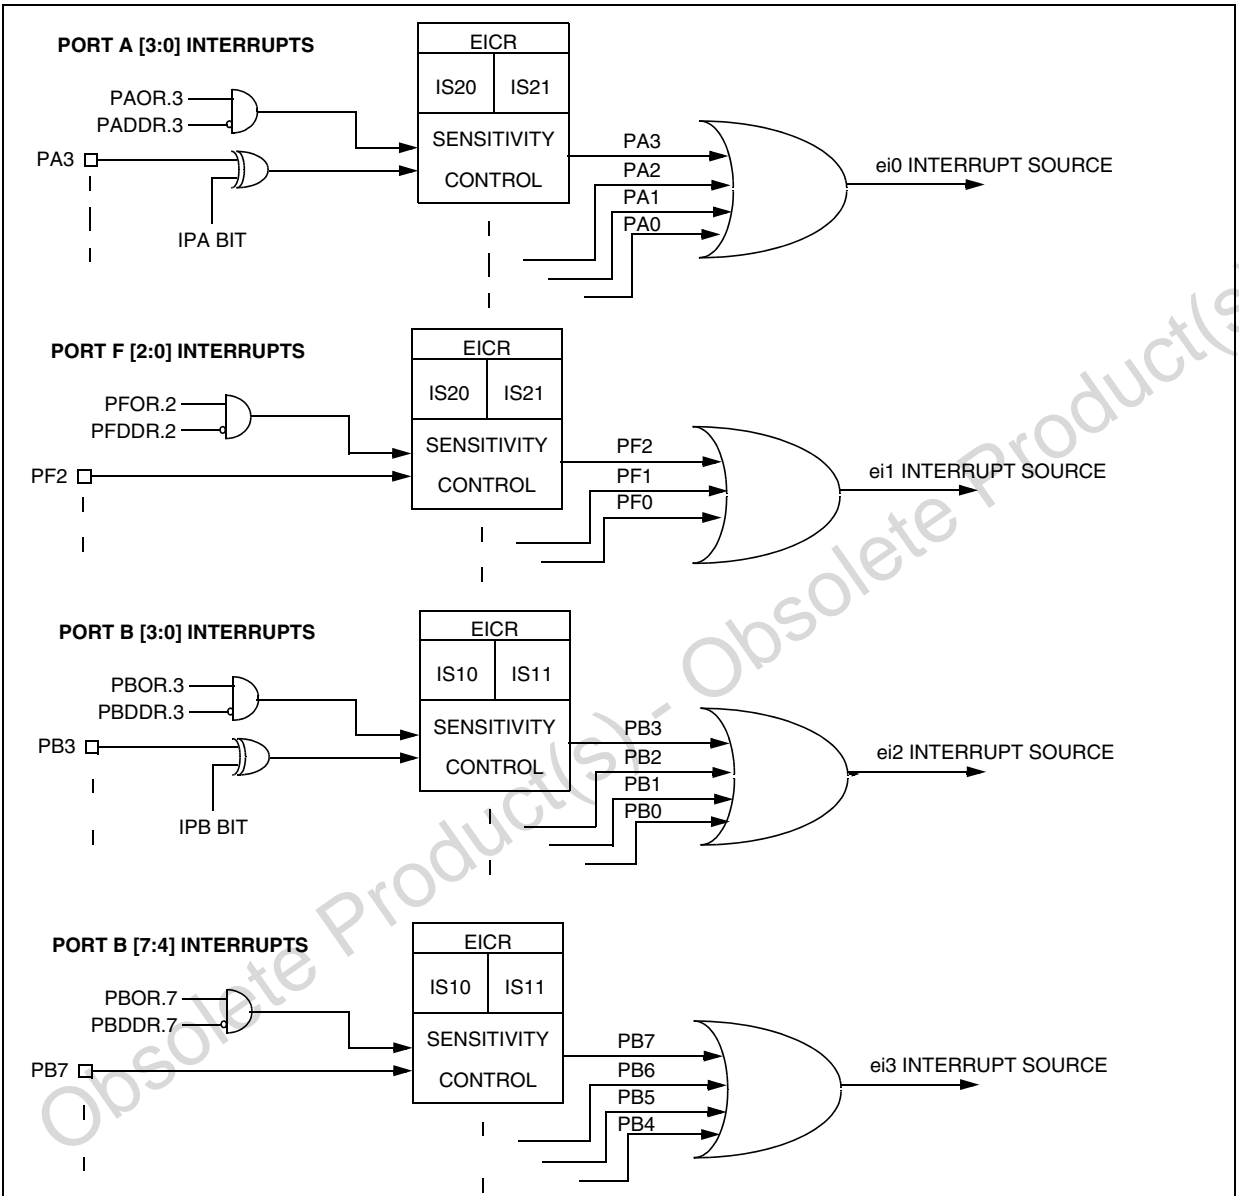 PORT A [3:0] INTERRUPTS
EICR
IS20 IS21
PAOR.3
PADDR.3
SENSITIVITY
CONTROL
PA3
IPA BIT
PA3
PA2
PA1
PA0
ei0 INTERRUPT SOURCE
PORT F [2:0] INTERRUPTS
EICR
IS20 IS21
PFOR.2
PFDDR.2
SENSITIVITY
CONTROL
PF2
PF2
PF1
PF0
ei1 INTERRUPT SOURCE
PORT B [3:0] INTERRUPTS
EICR
IS10 IS11
PBOR.3
PBDDR.3
SENSITIVITY
CONTROL
PB3
IPB BIT
PB3
PB2
PB1
PB0
ei2 INTERRUPT SOURCE
PORT B [7:4] INTERRUPTS
EICR
IS10 IS11
PBOR.7
PBDDR.7
SENSITIVITY
CONTROL
PB7
PB7
PB6
PB5
PB4
ei3 INTERRUPT SOURCE
Obsolete Product(s) - Obsolete Product(s